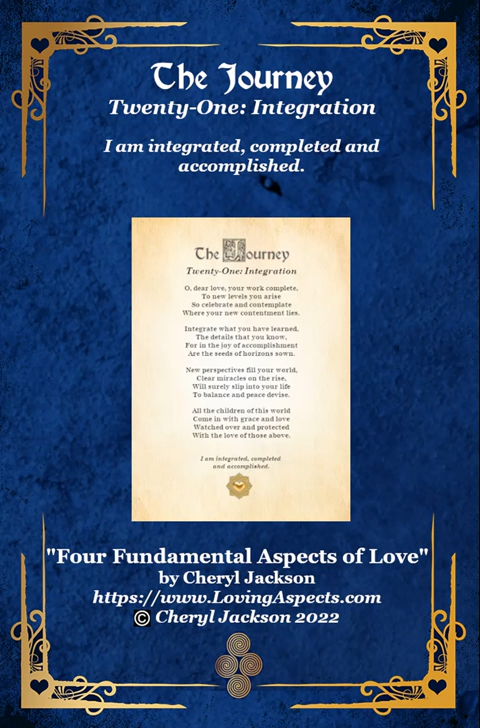 The Journey
Twenty-One: Integration
I am integrated, completed and
accomplished.
The Journey
Twenty-One: Integration
O, dear love, your work complete,
To new levels you arise
So celebrate and contemplate
Where your new contentment lies.
Integrate what you have learned,
The details that you know,
For in the joy of accomplishment
Are the seeds of horizons sown.
New perspectives fill your world,
Clear miracles on the rise,
Will surely slip into your life
To balance and peace devise.
All the children of this world
Come in with grace and love
Watched over and protected
With the love of those above.
I am integrated, completed
and accomplished.
"Four Fundamental Aspects of Love"
by Cheryl Jackson
https://www.LovingAspects.com
© Cheryl Jackson 2022